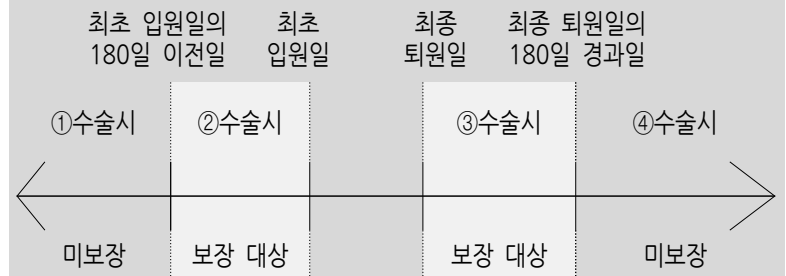 최초 입원일의 180일 이전일
최초 입원일
최종 퇴원일
최종 퇴원일의 180일 경과일
①수술시
②수술시
③수술시
④수술시
미보장
보장 대상
보장 대상
미보장